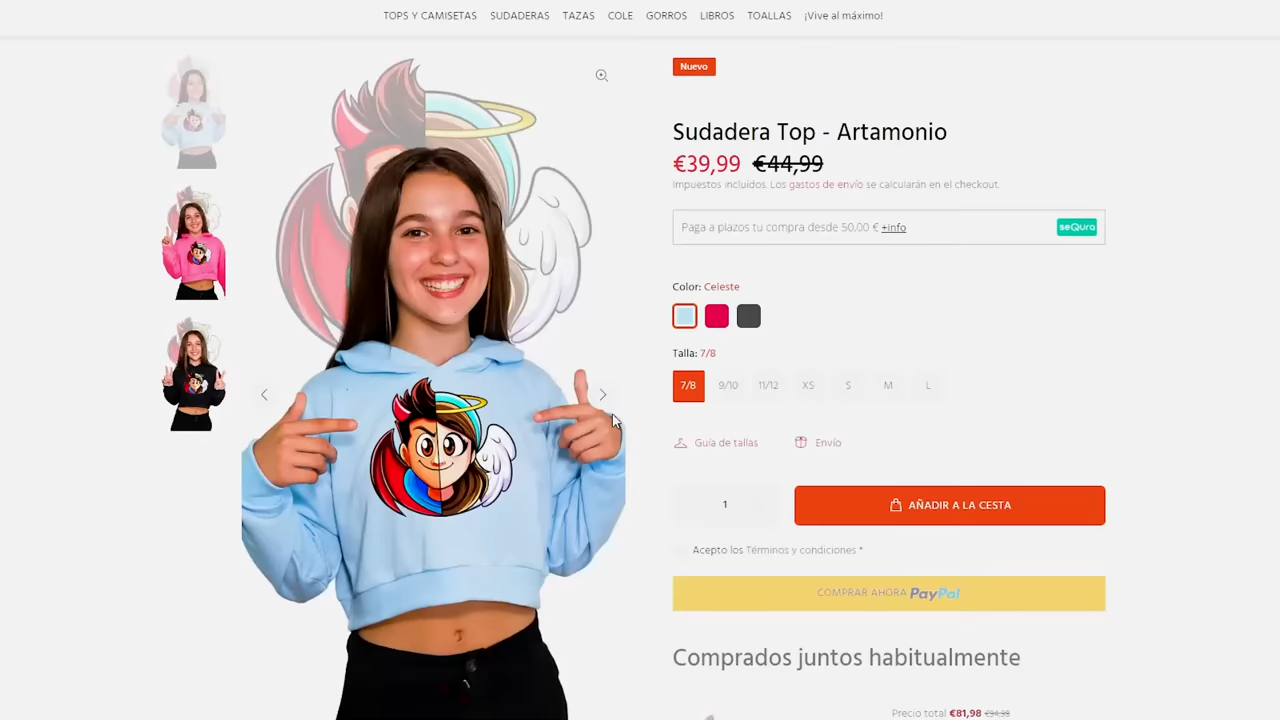 TOPS Y CAMISETAS SUDADERAS TAZAS COLE GORROS LIBROS TOALLAS ¡Vive al máximo!
Nuevo
Sudadera Top - Artamonio
€39,99 €44,99
Impuestos incluidos. Los gastos de envío se calcularán en el checkout.
Paga a plazos tu compra desde 50,00 € +info seQura
Color: Celeste
Talla: 7/8
7/8 9/10 11/12 XS S M L
Guía de tallas Envío
1 AÑADIR A LA CESTA
Acepto los Términos y condiciones *
COMPRAR AHORA PayPal
Comprados juntos habitualmente
Precio total €81,98 €94,98